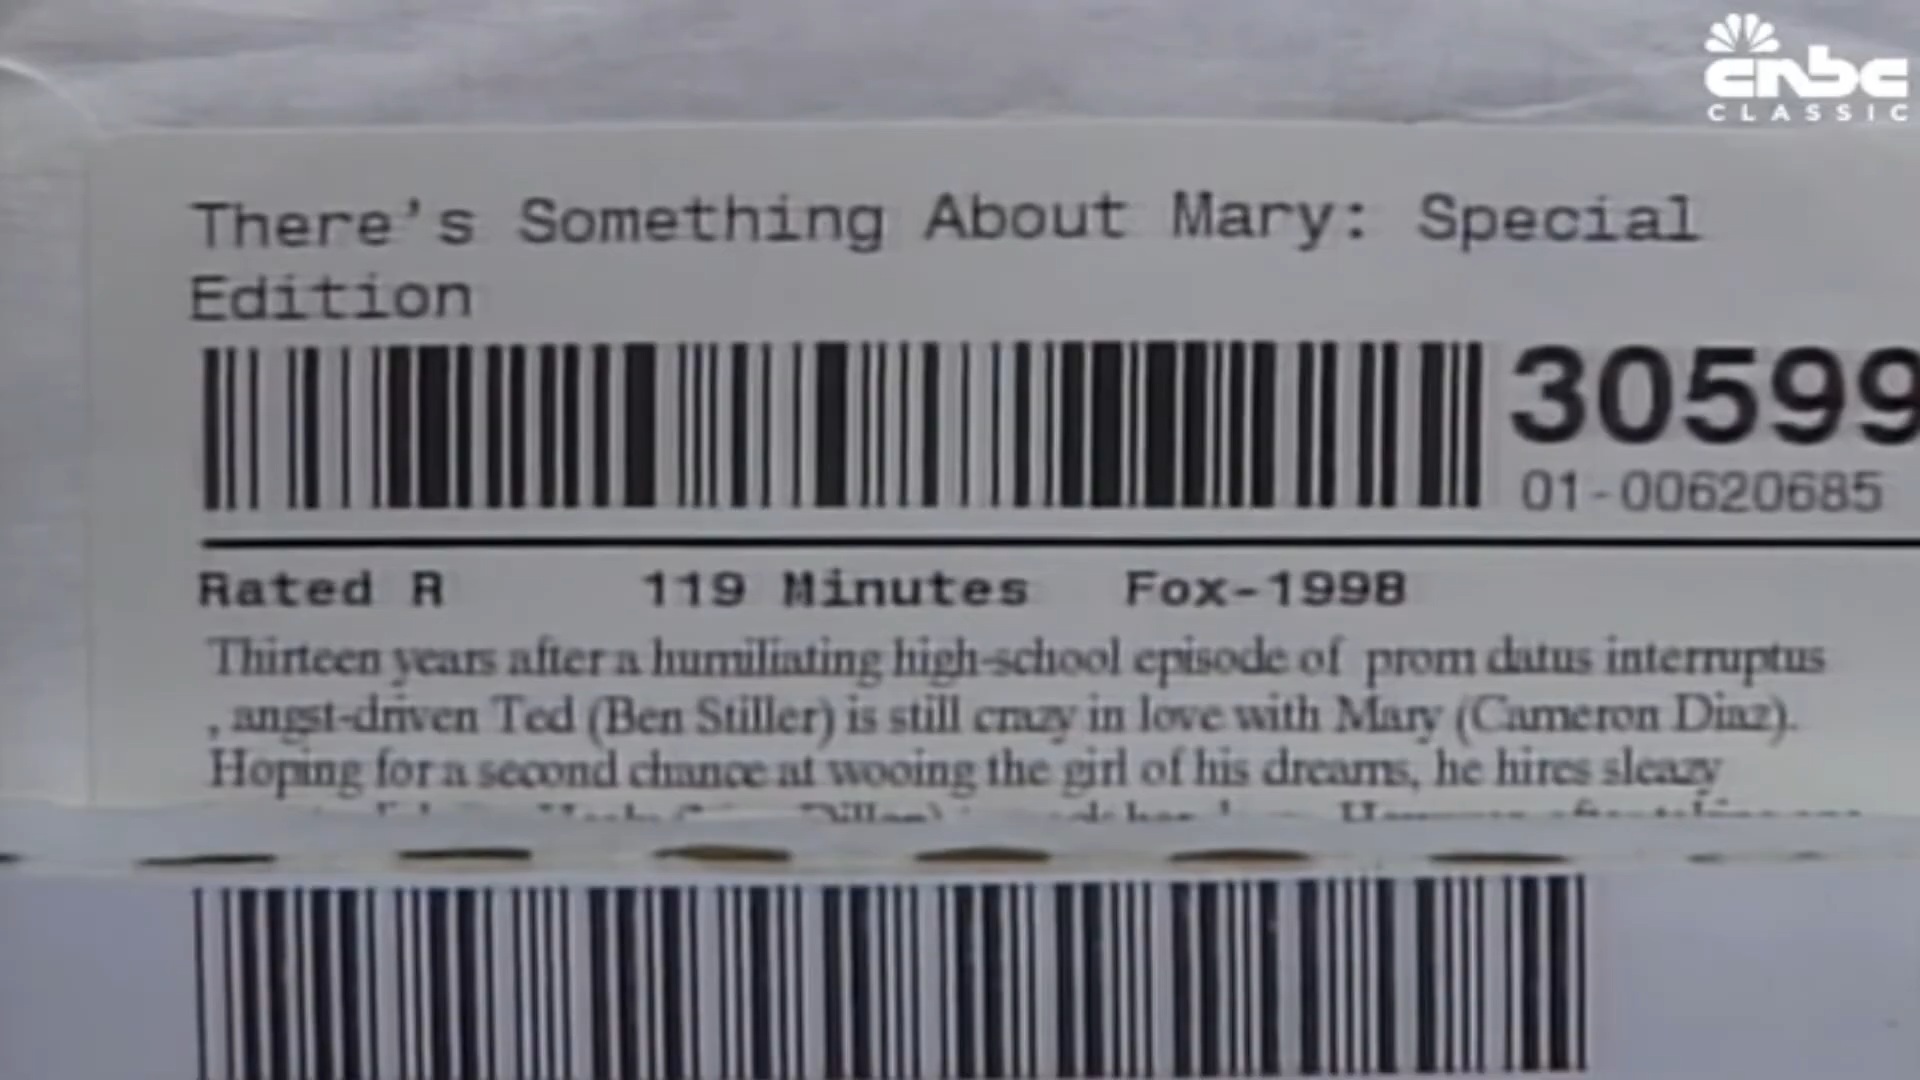 cnbc
CLASSIC
There's Something About Mary: Special
Edition
30599
01-00620685
Rated R 119 Minutes Fox-1998
Thirteen years after a humiliating high-school episode of prom datus interruptus
, angst-driven Ted (Ben Stiller) is still crazy in love with Mary (Cameron Diaz).
Hoping for a second chance at wooing the girl of his dreams, he hires sleazy